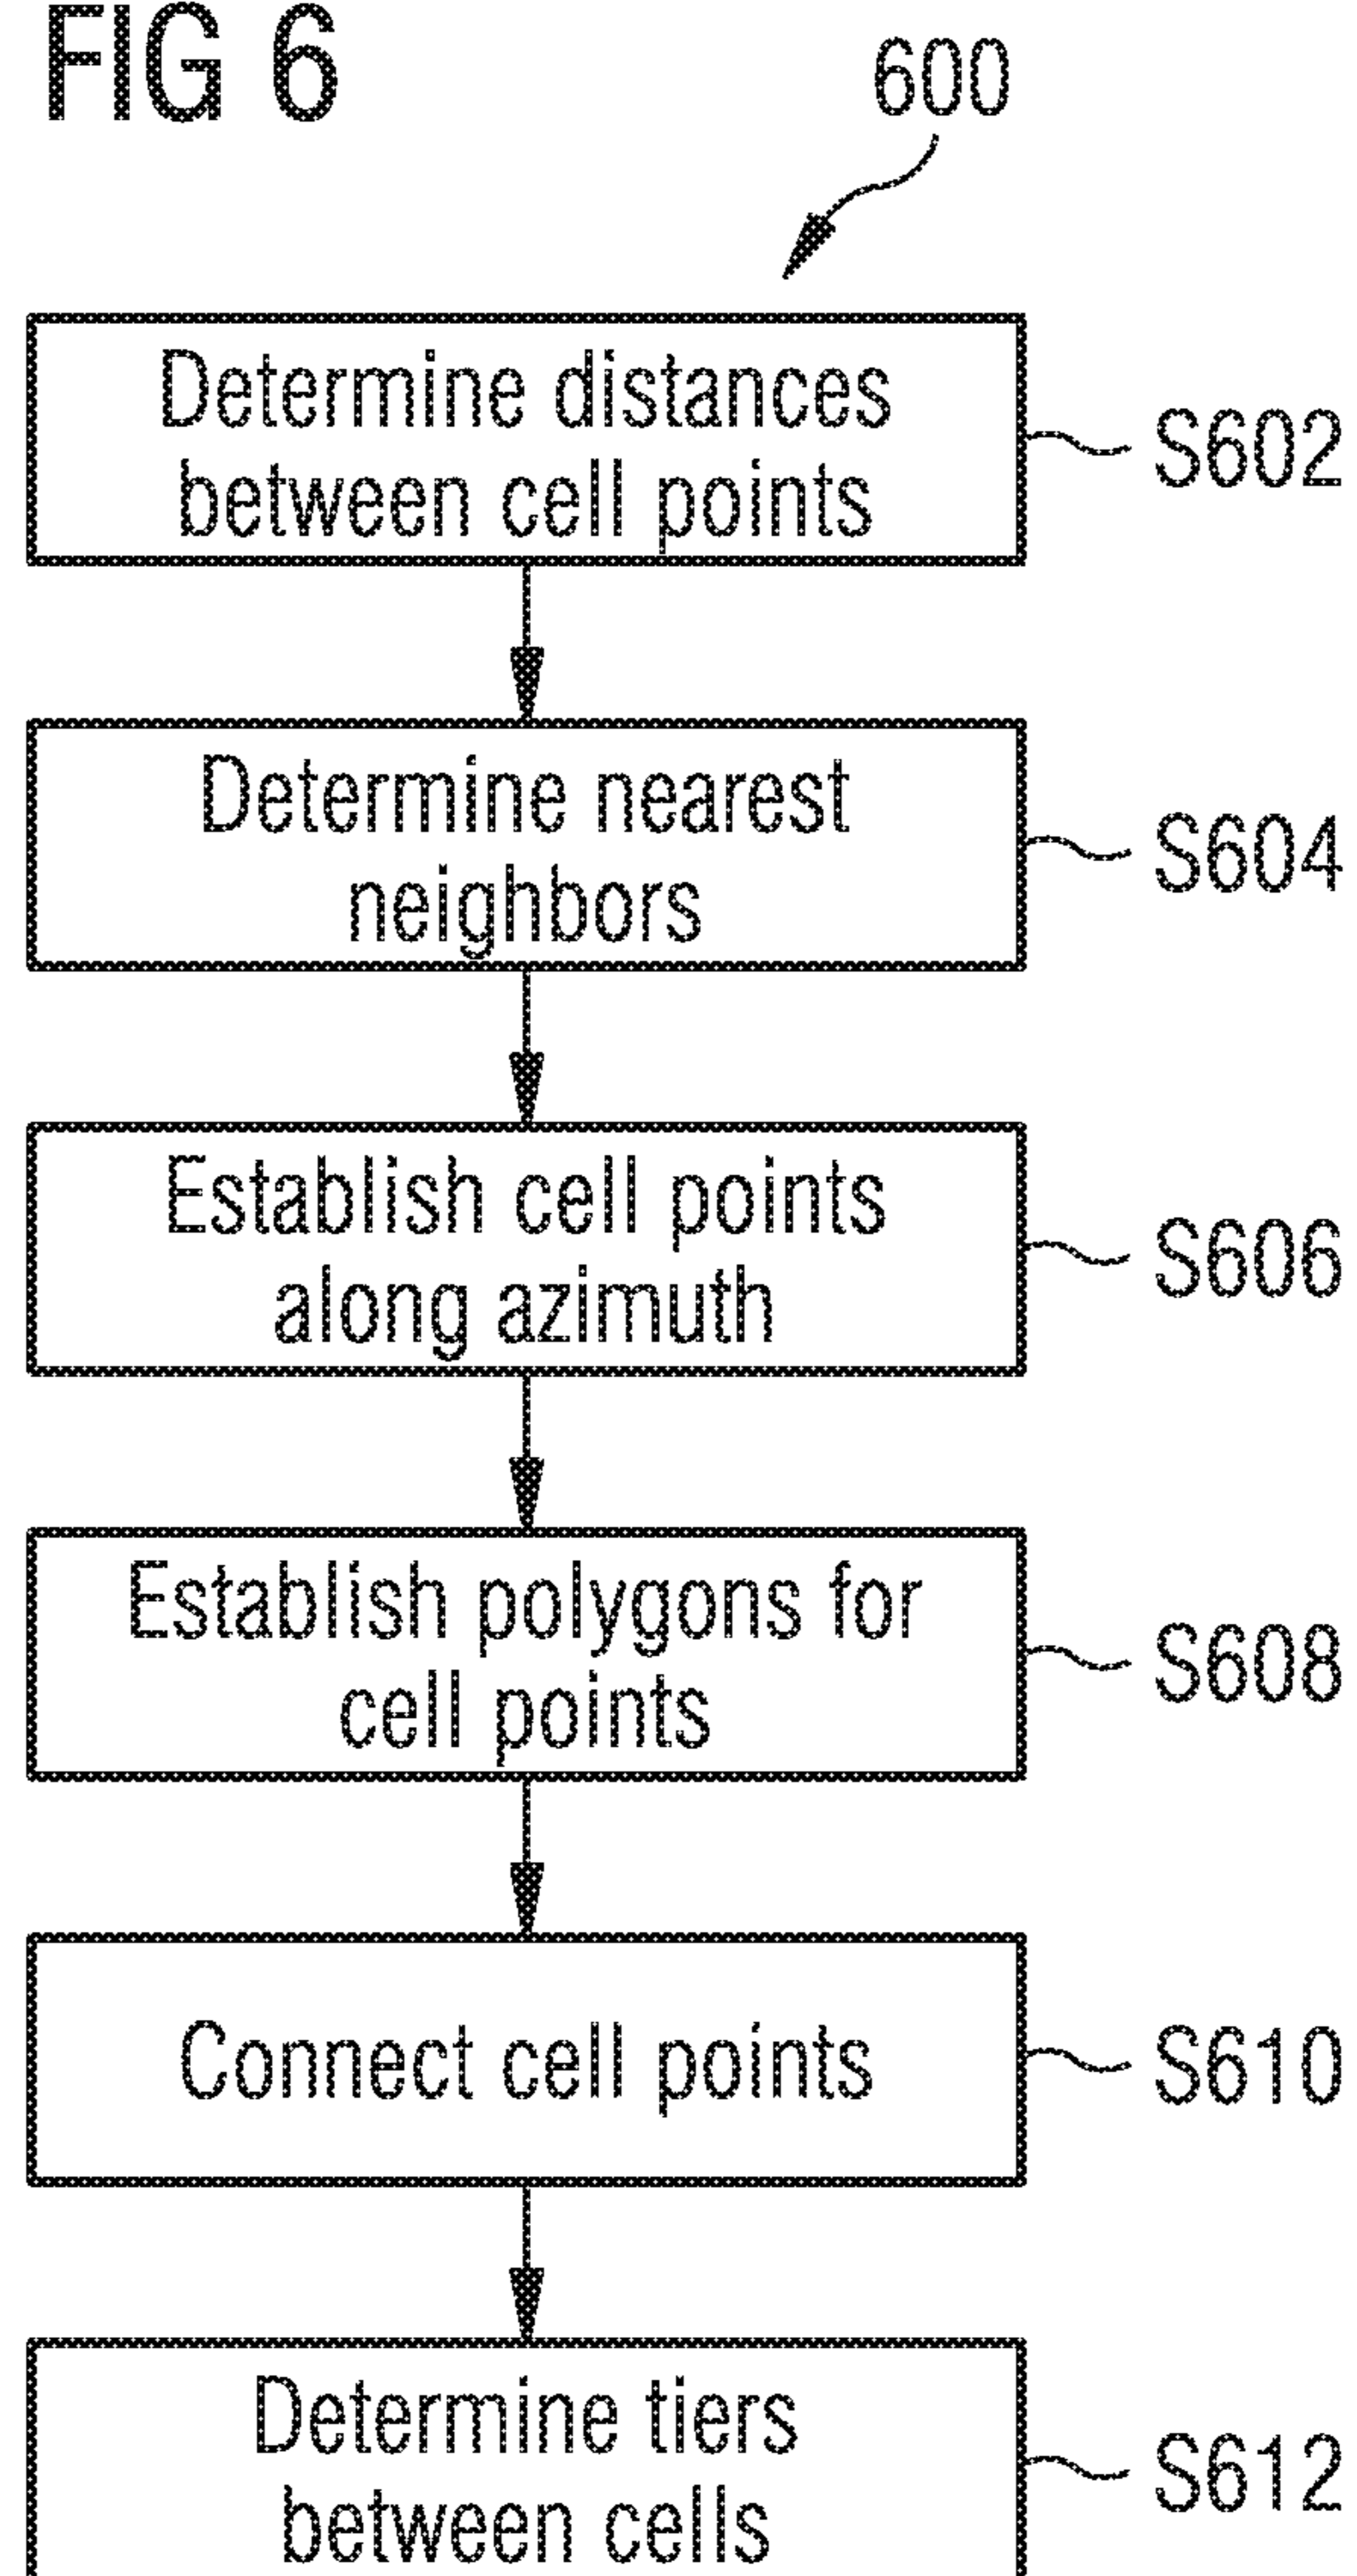 FIG 6
600
Determine distances
between cell points
S602
Determine nearest
neighbors
S604
Establish cell points
along azimuth
S606
Establish polygons for
cell points
S608
Connect cell points
S610
Determine tiers
between cells
S612